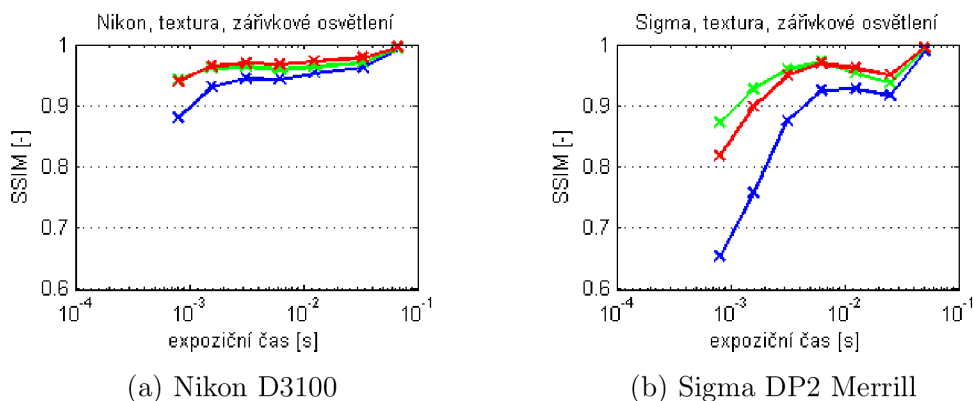 Nikon, textura, zářivkové osvětlení
1
0.9
0.8
0.7
0.6
SSIM [-]
10^-4
10^-3
10^-2
10^-1
expoziční čas [s]
(a) Nikon D3100
Sigma, textura, zářivkové osvětlení
1
0.9
0.8
0.7
0.6
SSIM [-]
10^-4
10^-3
10^-2
10^-1
expoziční čas [s]
(b) Sigma DP2 Merrill